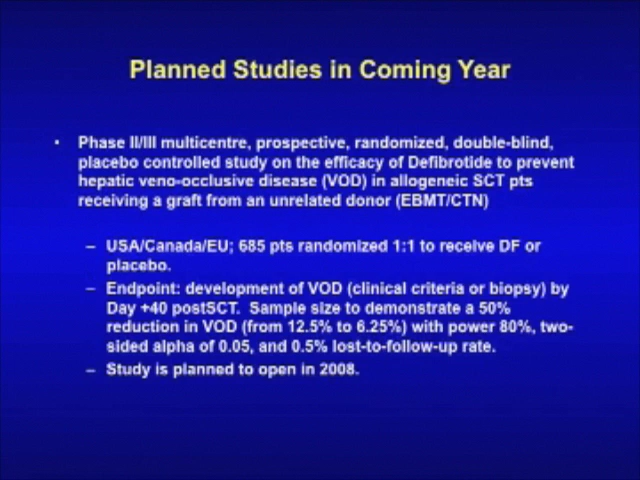 Planned Studies in Coming Year
• Phase II/III multicentre, prospective, randomized, double-blind,
placebo controlled study on the efficacy of Defibrotide to prevent
hepatic veno-occlusive disease (VOD) in allogeneic SCT pts
receiving a graft from an unrelated donor (EBMT/CTN)
– USA/Canada/EU; 685 pts randomized 1:1 to receive DF or
placebo.
– Endpoint: development of VOD (clinical criteria or biopsy) by
Day +40 postSCT. Sample size to demonstrate a 50%
reduction in VOD (from 12.5% to 6.25%) with power 80%, two-
sided alpha of 0.05, and 0.5% lost-to-follow-up rate.
– Study is planned to open in 2008.